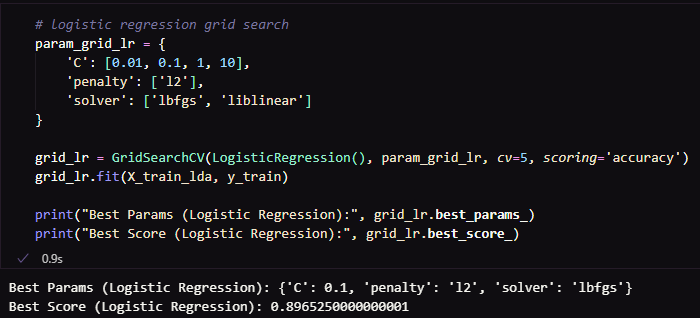 # logistic regression grid search
param_grid_lr = {
    'C': [0.01, 0.1, 1, 10],
    'penalty': ['l2'],
    'solver': ['lbfgs', 'liblinear']
}
grid_lr = GridSearchCV(LogisticRegression(), param_grid_lr, cv=5, scoring='accuracy')
grid_lr.fit(X_train_lda, y_train)
print("Best Params (Logistic Regression):", grid_lr.best_params_)
print("Best Score (Logistic Regression):", grid_lr.best_score_)
0.9s
Best Params (Logistic Regression): {'C': 0.1, 'penalty': 'l2', 'solver': 'lbfgs'}
Best Score (Logistic Regression): 0.8965250000000001